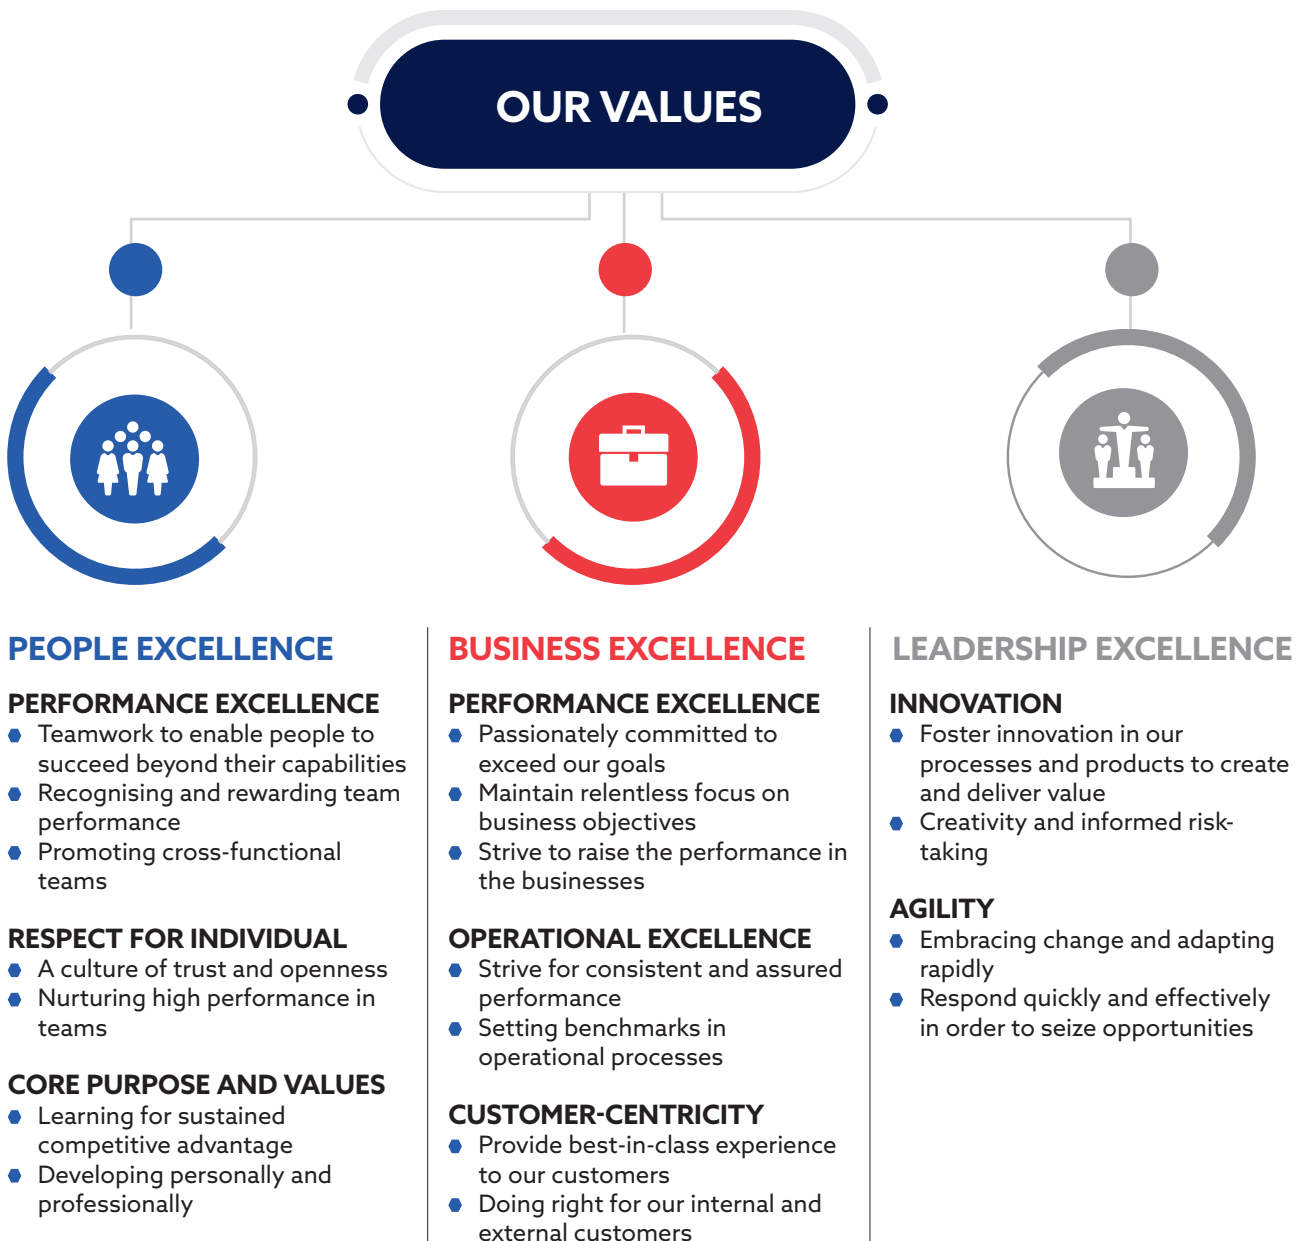 OUR VALUES
PEOPLE EXCELLENCE
PERFORMANCE EXCELLENCE
Teamwork to enable people to
succeed beyond their capabilities
Recognising and rewarding team
performance
Promoting cross-functional
teams
RESPECT FOR INDIVIDUAL
A culture of trust and openness
Nurturing high performance in
teams
CORE PURPOSE AND VALUES
Learning for sustained
competitive advantage
Developing personally and
professionally
BUSINESS EXCELLENCE
PERFORMANCE EXCELLENCE
Passionately committed to
exceed our goals
Maintain relentless focus on
business objectives
Strive to raise the performance in
the businesses
OPERATIONAL EXCELLENCE
Strive for consistent and assured
performance
Setting benchmarks in
operational processes
CUSTOMER-CENTRICITY
Provide best-in-class experience
to our customers
Doing right for our internal and
external customers
LEADERSHIP EXCELLENCE
INNOVATION
Foster innovation in our
processes and products to create
and deliver value
Creativity and informed risk-
taking
AGILITY
Embracing change and adapting
rapidly
Respond quickly and effectively
in order to seize opportunities